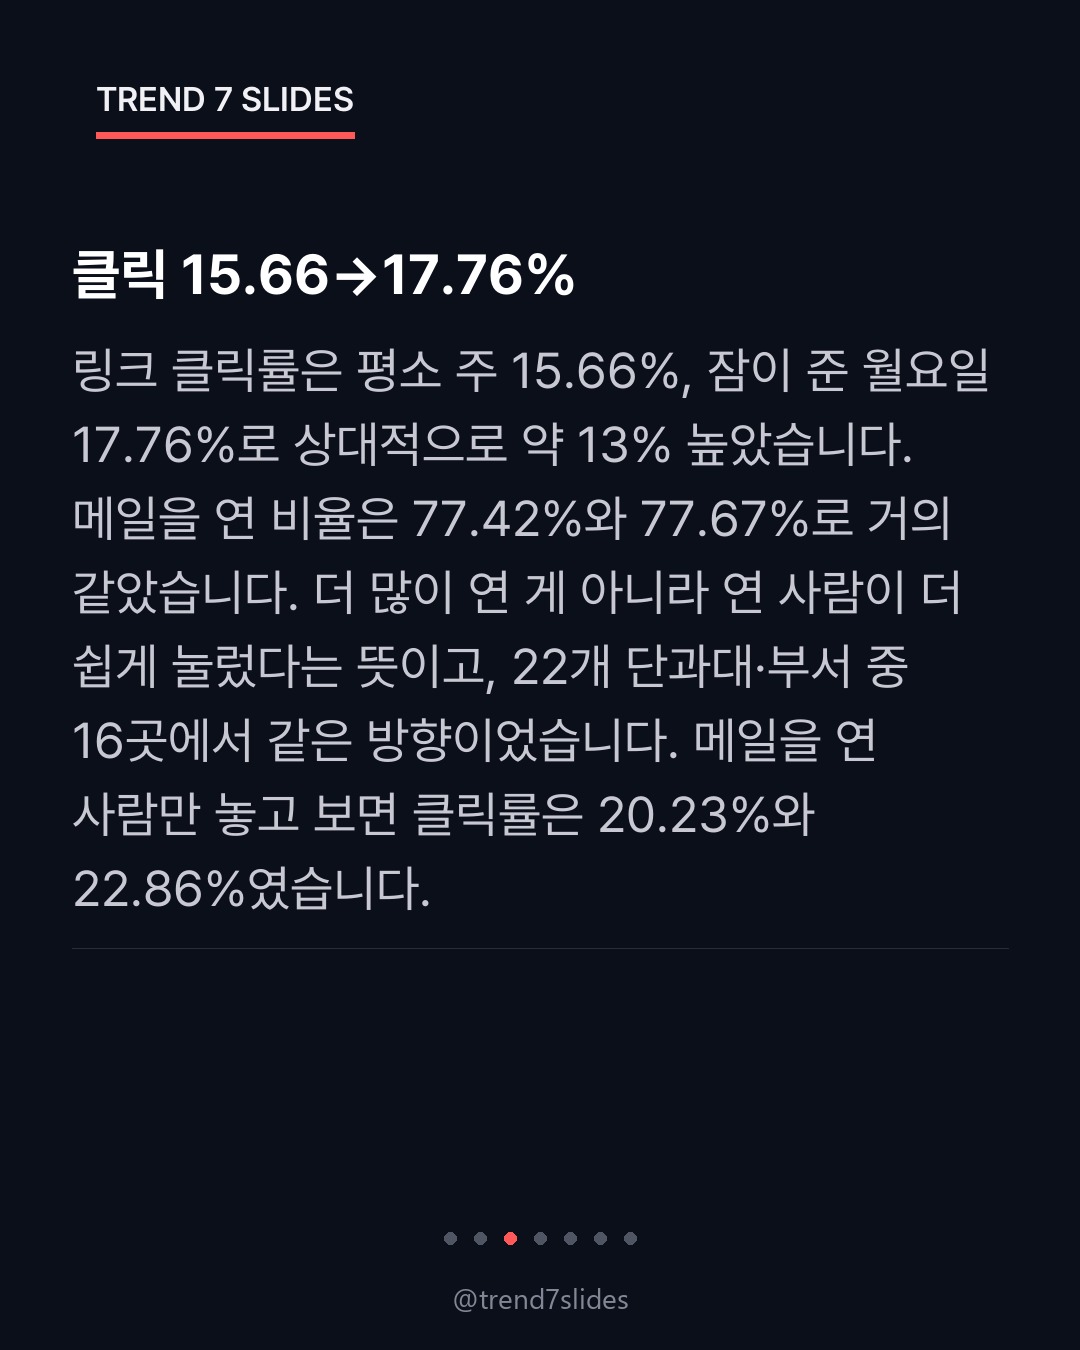 TREND 7 SLIDES
클릭 15.66→17.76%
링크 클릭률은 평소 주 15.66%, 잠이 준 월요일
17.76%로 상대적으로 약 13% 높았습니다.
메일을 연 비율은 77.42%와 77.67%로 거의
같았습니다. 더 많이 연 게 아니라 연 사람이 더
쉽게 눌렀다는 뜻이고, 22개 단과대·부서 중
16곳에서 같은 방향이었습니다. 메일을 연
사람만 놓고 보면 클릭률은 20.23%와
22.86%였습니다.
@trend7slides